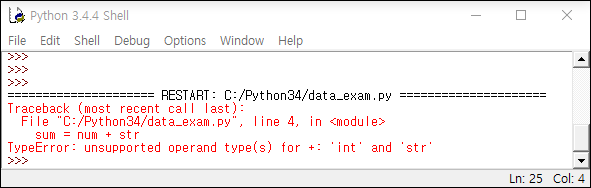 Python 3.4.4 Shell
File Edit Shell Debug Options Window Help
>>>
>>>
>>>
===================== RESTART: C:/Python34/data_exam.py =====================
Traceback (most recent call last):
  File "C:/Python34/data_exam.py", line 4, in <module>
    sum = num + str
TypeError: unsupported operand type(s) for +: 'int' and 'str'
>>>
Ln: 25 Col: 4